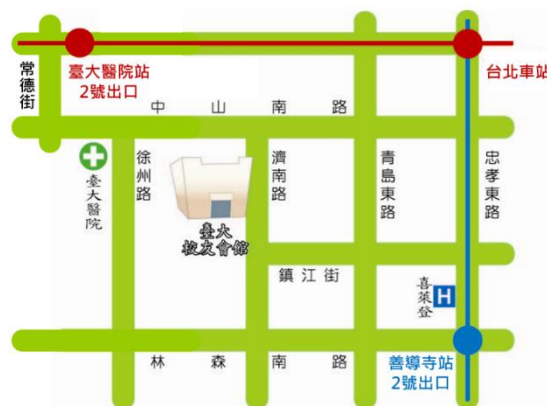 常德街
臺大醫院站
2號出口
台北車站
中山南路
臺大醫院
徐州路
濟南路
青島東路
忠孝東路
臺大
校友會館
鎮江街
喜萊登
H
林森南路
善導寺站
2號出口